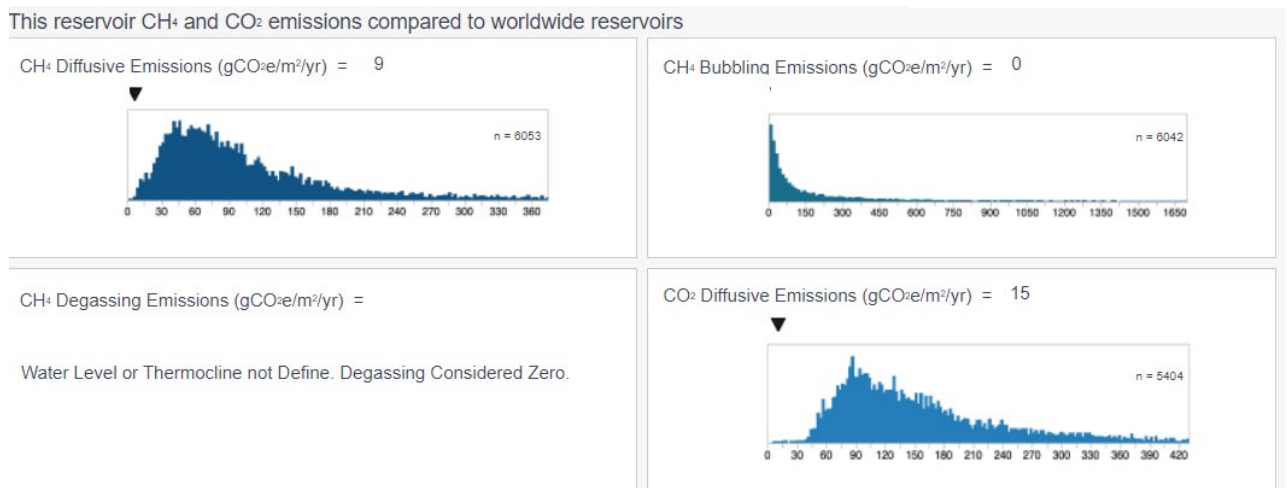 This reservoir CH₄ and CO₂ emissions compared to worldwide reservoirs
CH₄ Diffusive Emissions (gCO₂e/m²/yr) = 9
n = 6053
0 30 60 90 120 150 180 210 240 270 300 330 360
CH₄ Bubbling Emissions (gCO₂e/m²/yr) = 0
n = 6042
0 150 300 450 600 750 900 1050 1200 1350 1500 1650
CH₄ Degassing Emissions (gCO₂e/m²/yr) =
Water Level or Thermocline not Define. Degassing Considered Zero.
CO₂ Diffusive Emissions (gCO₂e/m²/yr) = 15
n = 5404
0 30 60 90 120 150 180 210 240 270 300 330 360 390 420